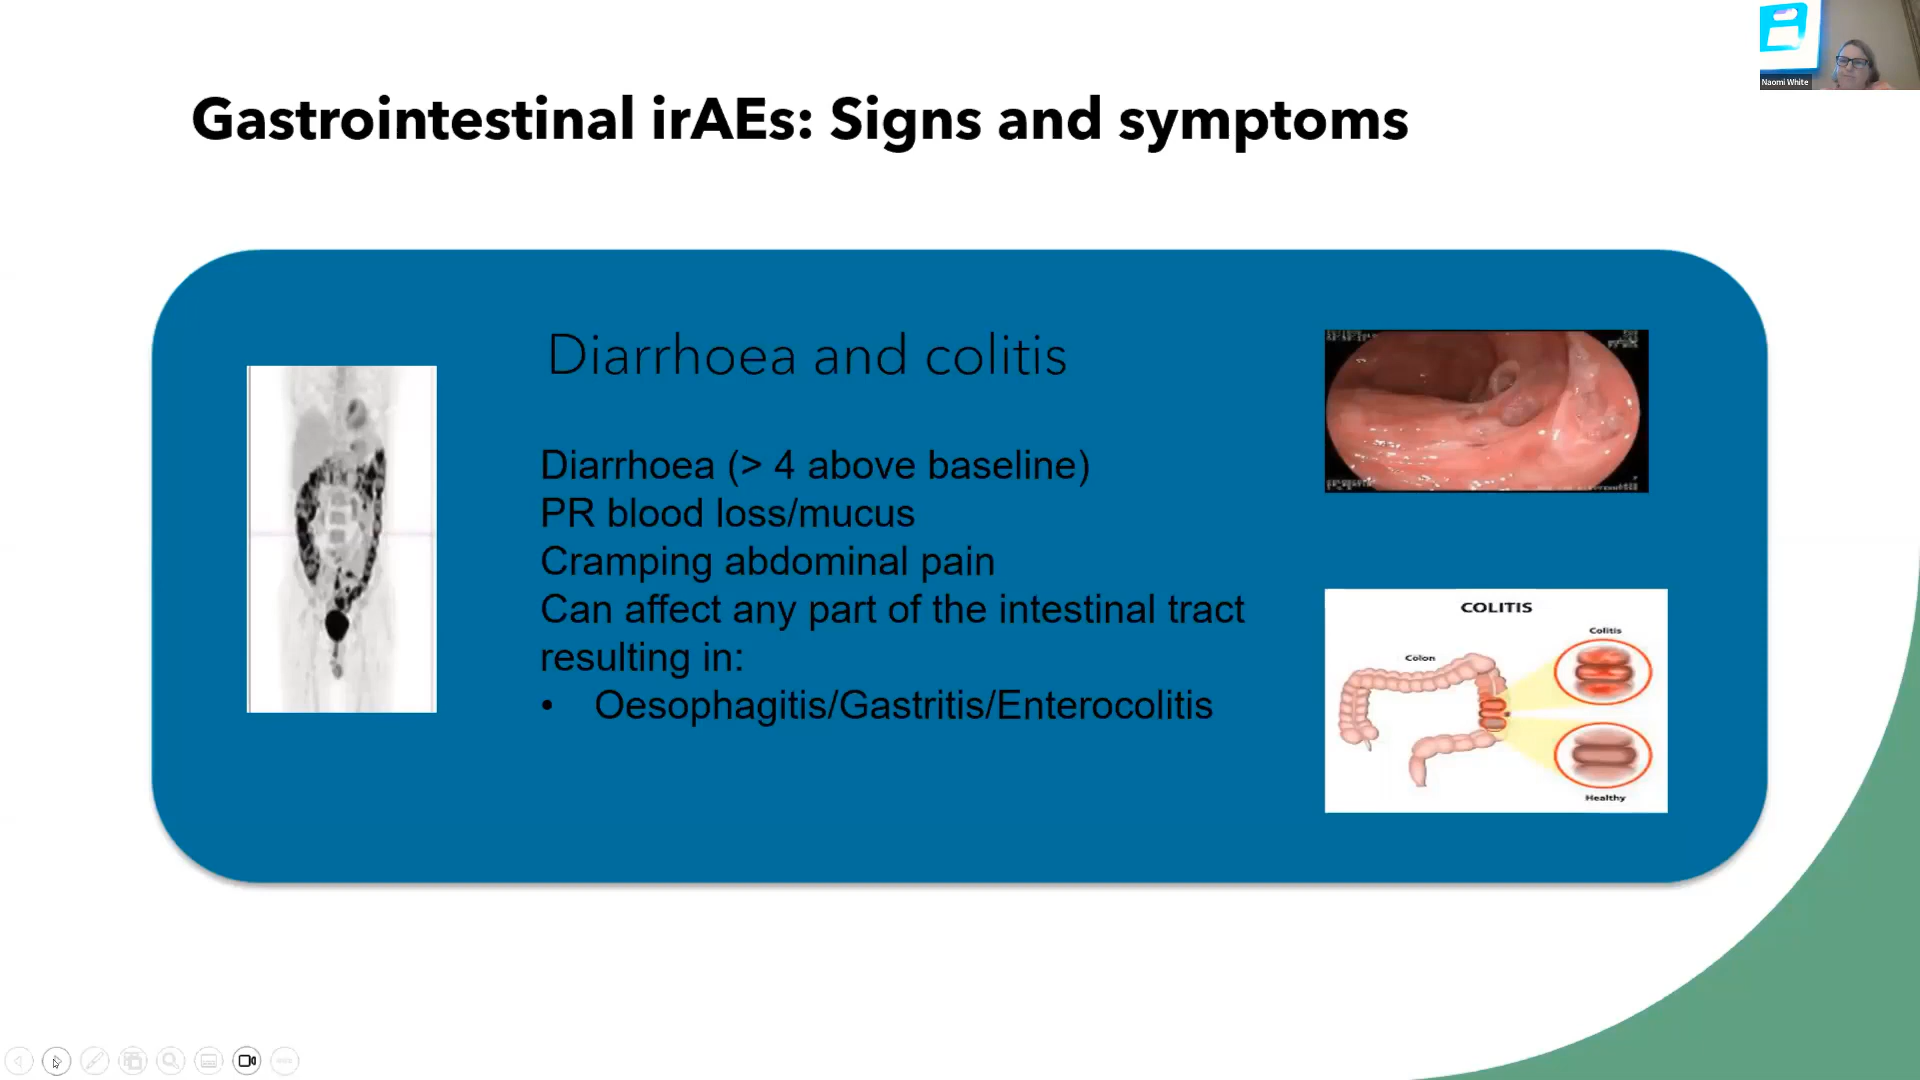 Naomi White
Gastrointestinal irAEs: Signs and symptoms
Diarrhoea and colitis
Diarrhoea (> 4 above baseline)
PR blood loss/mucus
Cramping abdominal pain
Can affect any part of the intestinal tract
resulting in:
• Oesophagitis/Gastritis/Enterocolitis
COLITIS
Colitis
Colon
Healthy